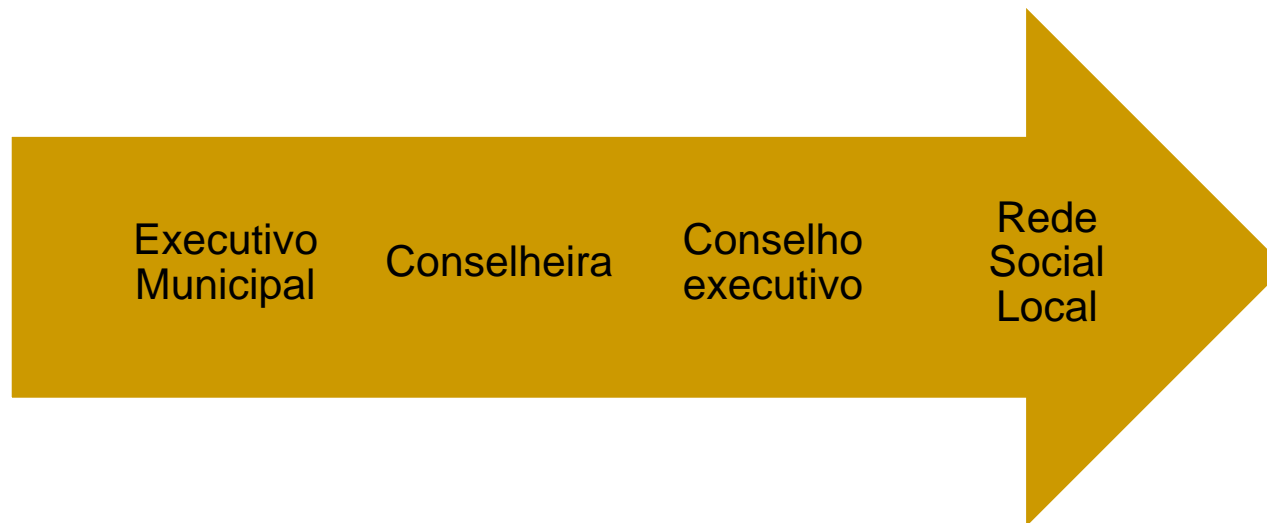 Executivo
Municipal
Conselheira
Conselho
executivo
Rede
Social
Local